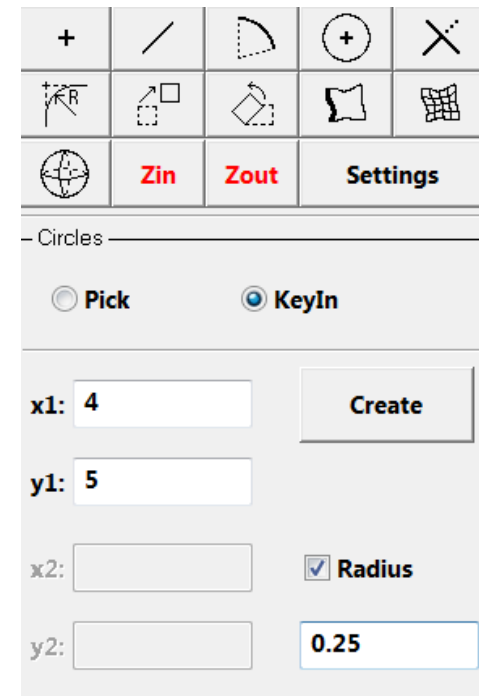 R
Zin Zout Settings
Circles
Pick KeyIn
x1: 4 Create
y1: 5
x2: Radius
y2: 0.25